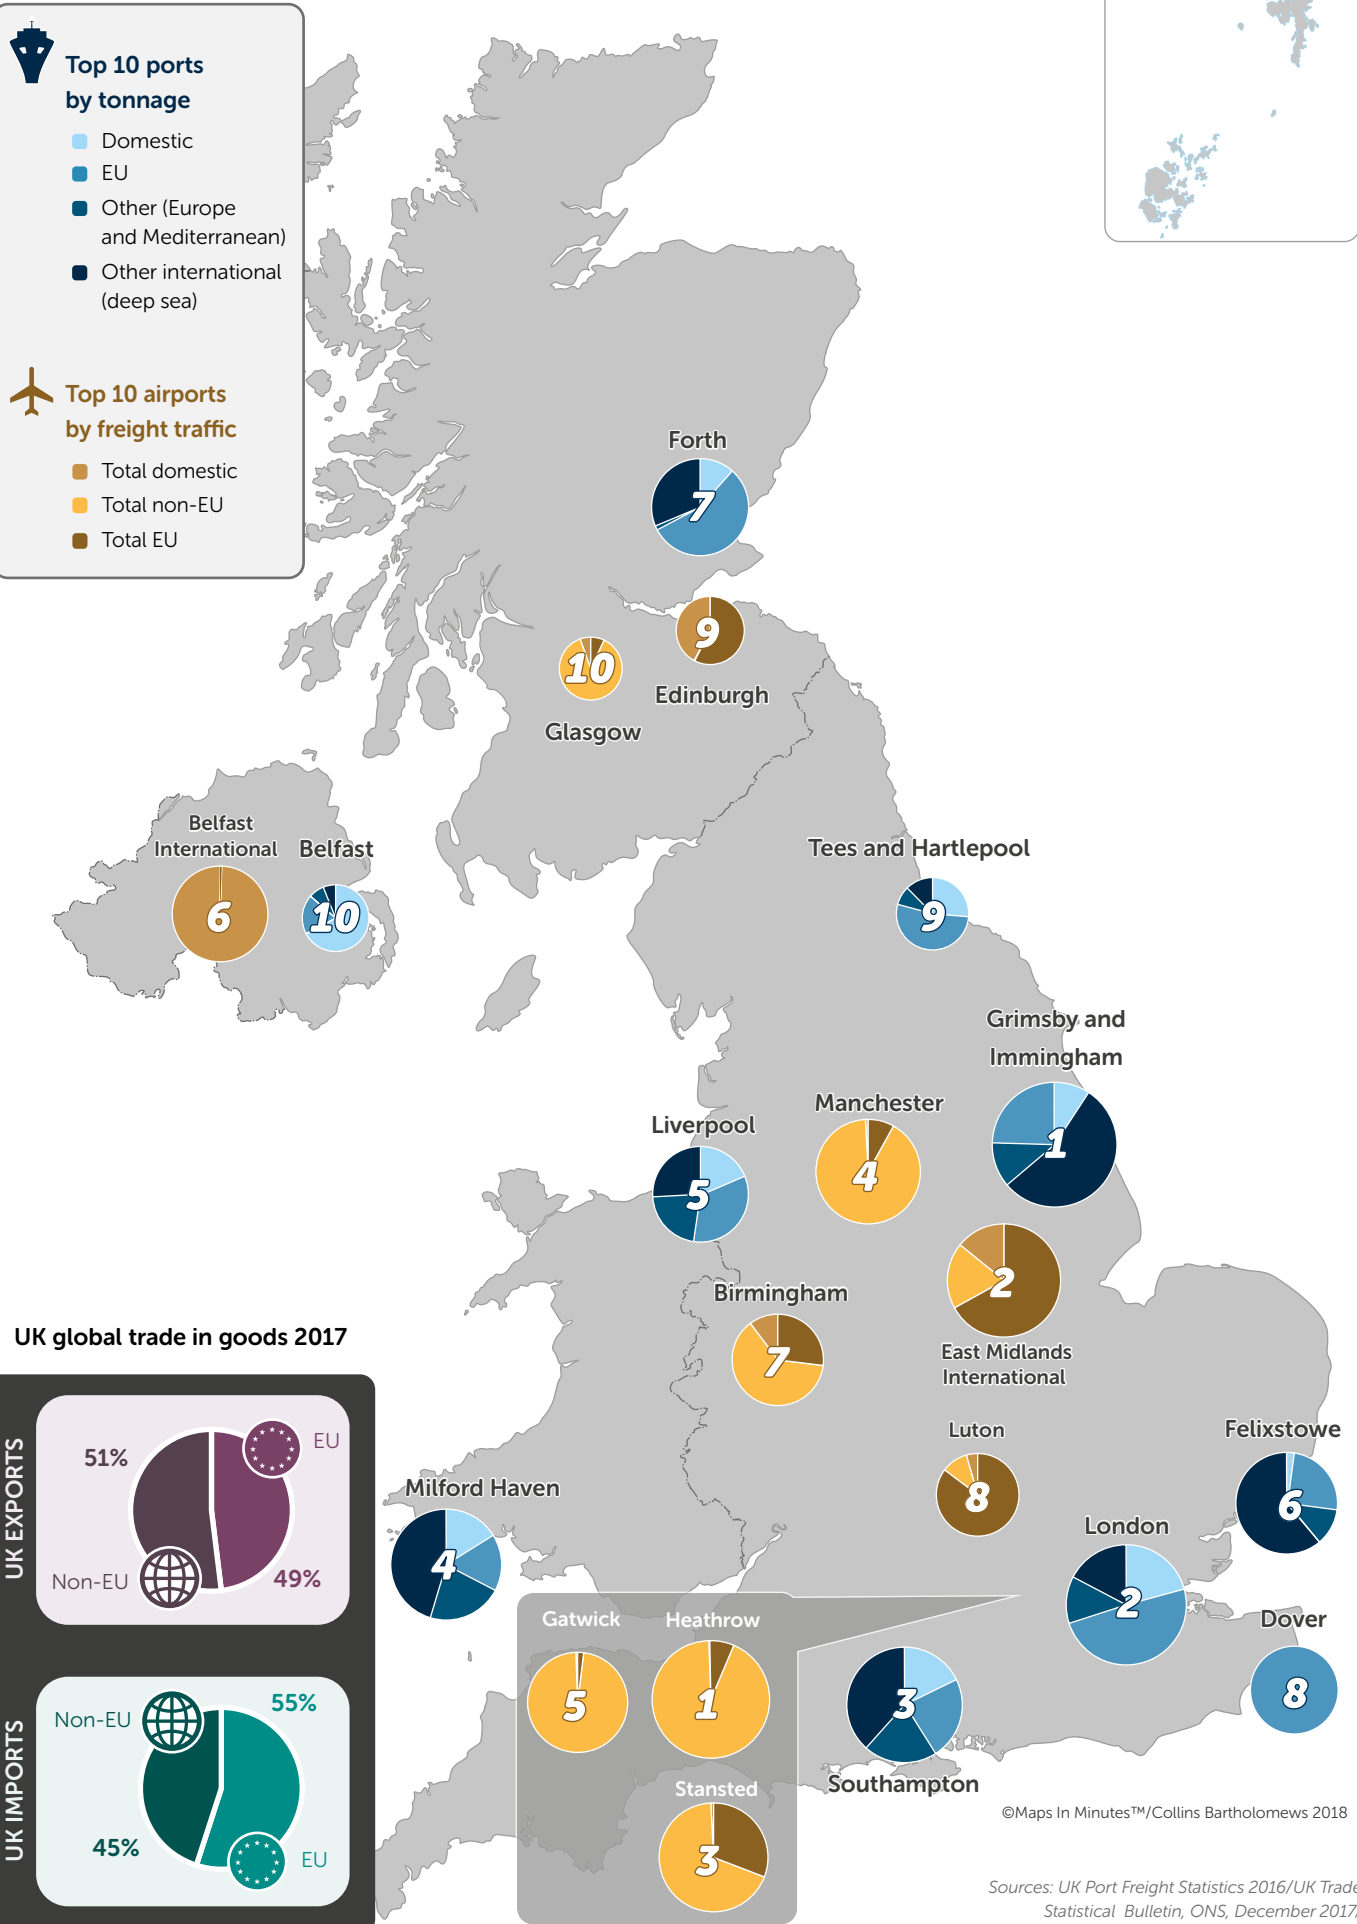 Top 10 ports
by tonnage
Domestic
EU
Other (Europe
and Mediterranean)
Other international
(deep sea)
Top 10 airports
by freight traffic
Total domestic
Total non-EU
Total EU
Forth
7
9
Edinburgh
10
Glasgow
Belfast
International
6
Belfast
10
Tees and Hartlepool
9
Grimsby and
Immingham
1
Manchester
4
Liverpool
5
2
East Midlands
International
Birmingham
7
Luton
8
Felixstowe
6
London
2
Dover
8
Milford Haven
4
Gatwick
5
Heathrow
1
Stansted
3
3
Southampton
UK global trade in goods 2017
UK EXPORTS
51%
EU
Non-EU
49%
UK IMPORTS
Non-EU
55%
45%
EU
©Maps In Minutes™/Collins Bartholomews 2018
Sources: UK Port Freight Statistics 2016/UK Trade
Statistical Bulletin, ONS, December 2017/